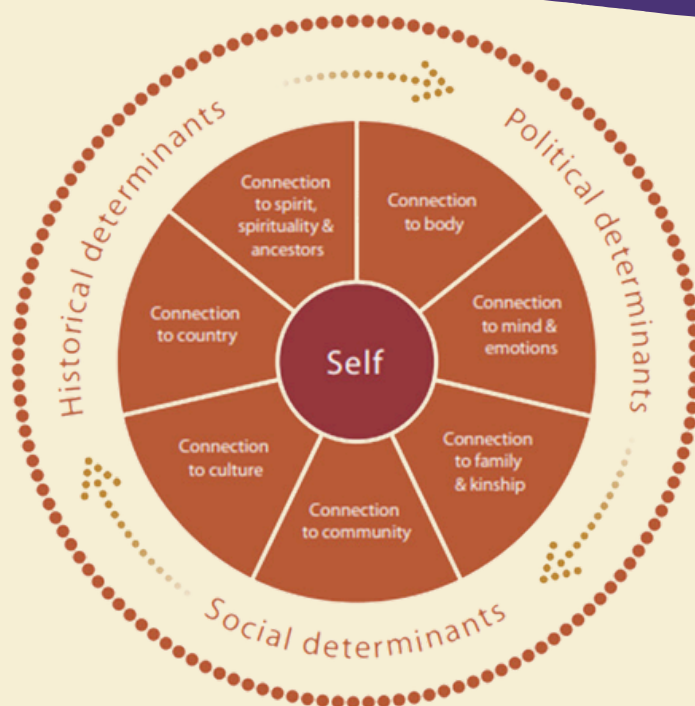 Historical determinants
Political determinants
Social determinants
Connection
to spirit,
spirituality &
ancestors
Connection
to body
Connection
to mind &
emotions
Connection
to family
& kinship
Connection
to community
Connection
to culture
Connection
to country
Self